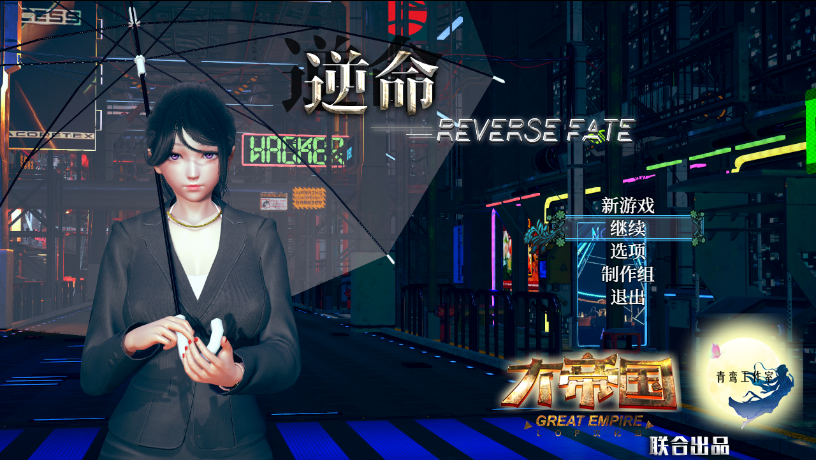 逆命
REVERSE FATE
HACKE
新游戏
继续
选项
制作组
退出
大帝国
GREAT EMPIRE
青鸾工作室
联合出品